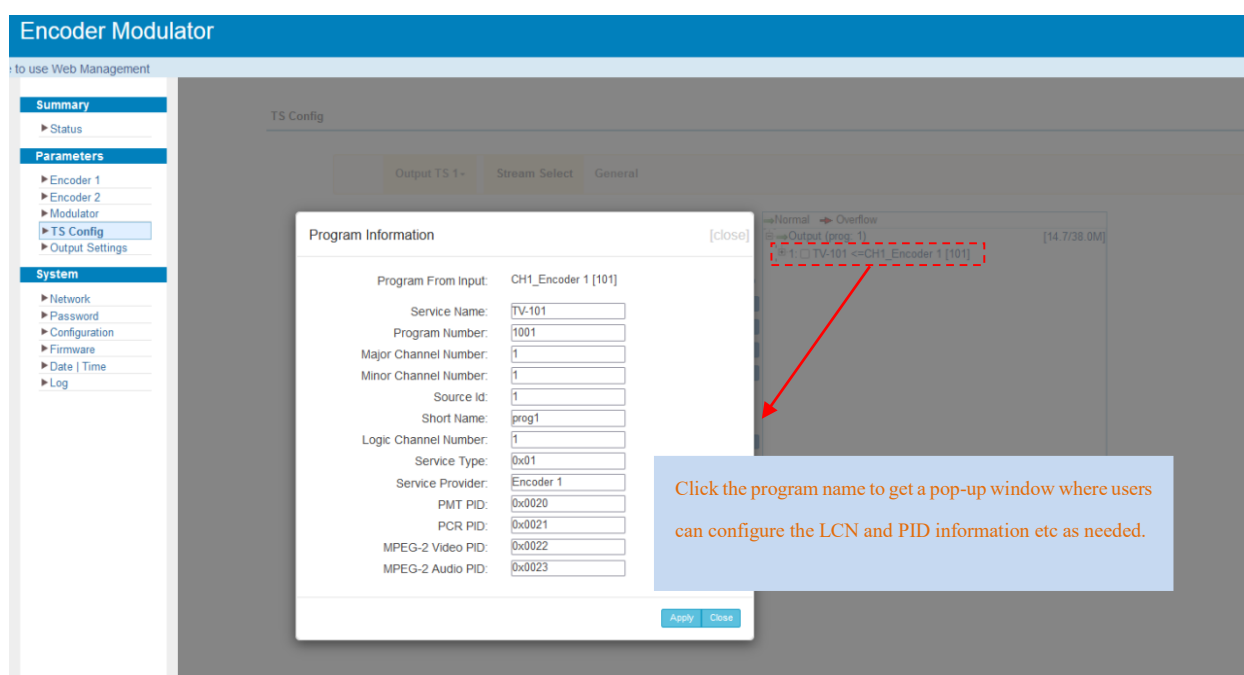 Encoder Modulator
to use Web Management
Summary
Status
Parameters
Encoder 1
Encoder 2
Modulator
TS Config
Output Settings
System
Network
Password
Configuration
Firmware
Date | Time
Log
TS Config
Output TS 1 Stream Select General
Normal Overflow
Output (prog: 1) [14.7/38.0M]
1: TV-101 <=CH1_Encoder 1 [101]
Program Information [close]
Program From Input: CH1_Encoder 1 [101]
Service Name: TV-101
Program Number: 1001
Major Channel Number: 1
Minor Channel Number: 1
Source Id: 1
Short Name: prog1
Logic Channel Number: 1
Service Type: 0x01
Service Provider: Encoder 1
PMT PID: 0x0020
PCR PID: 0x0021
MPEG-2 Video PID: 0x0022
MPEG-2 Audio PID: 0x0023
Apply Close
Click the program name to get a pop-up window where users
can configure the LCN and PID information etc as needed.